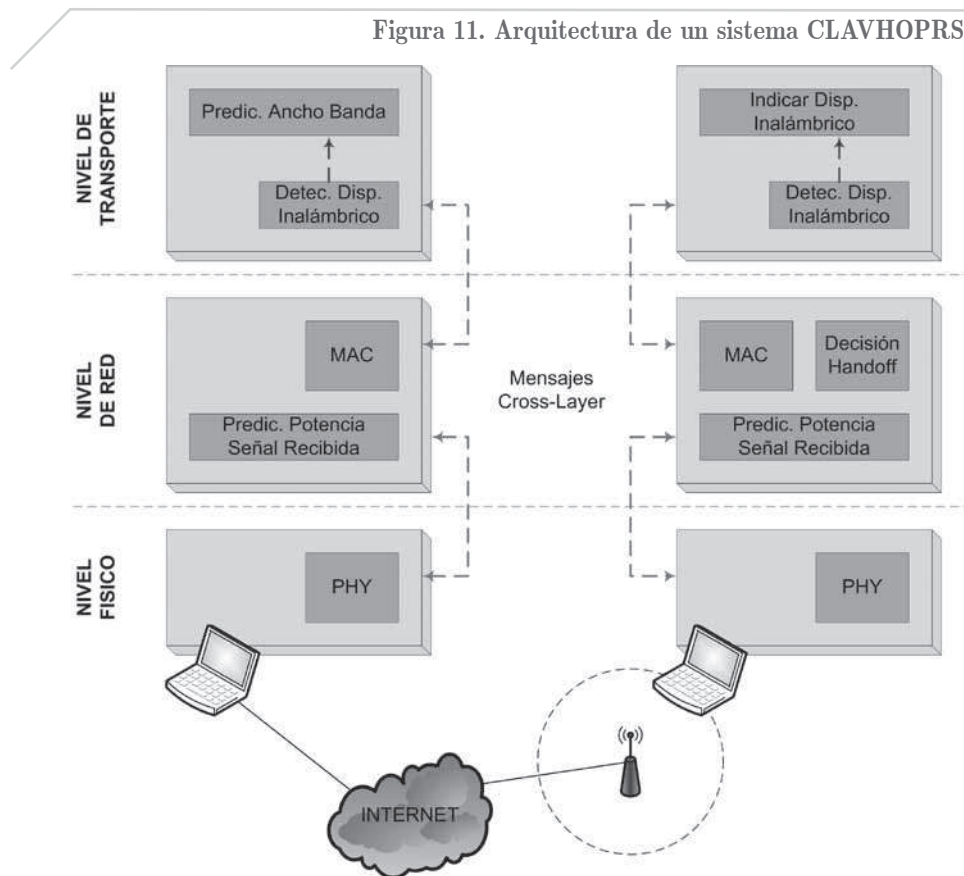 Figura 11. Arquitectura de un sistema CLAVHOPRS
NIVEL DE
TRANSPORTE
Predic. Ancho Banda
Detec. Disp.
Inalámbrico
Indicar Disp.
Inalámbrico
Detec. Disp.
Inalámbrico
NIVEL
DE RED
MAC
Predic. Potencia
Señal Recibida
Mensajes
Cross-Layer
MAC
Decisión
Handoff
Predic. Potencia
Señal Recibida
NIVEL
FISICO
PHY
PHY
INTERNET